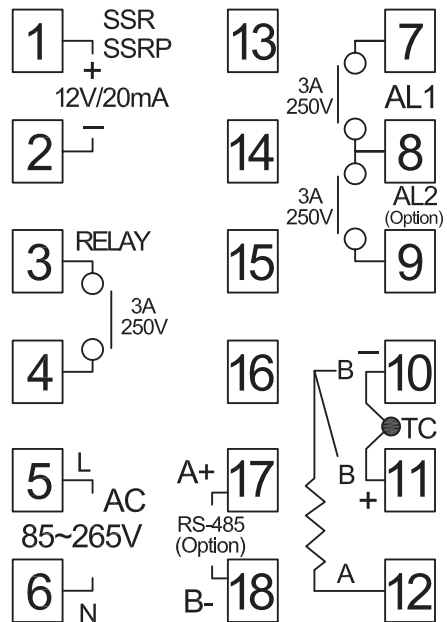 1
SSR
SSRP
+
12V/20mA
2
−
3
RELAY
3A
250V
4
5
L
AC
85~265V
6
N
13
14
15
16
17
A+
RS-485
(Option)
18
B-
7
3A
250V
AL1
8
3A
250V
AL2
(Option)
9
10
B
−
TC
B
+
11
A
12